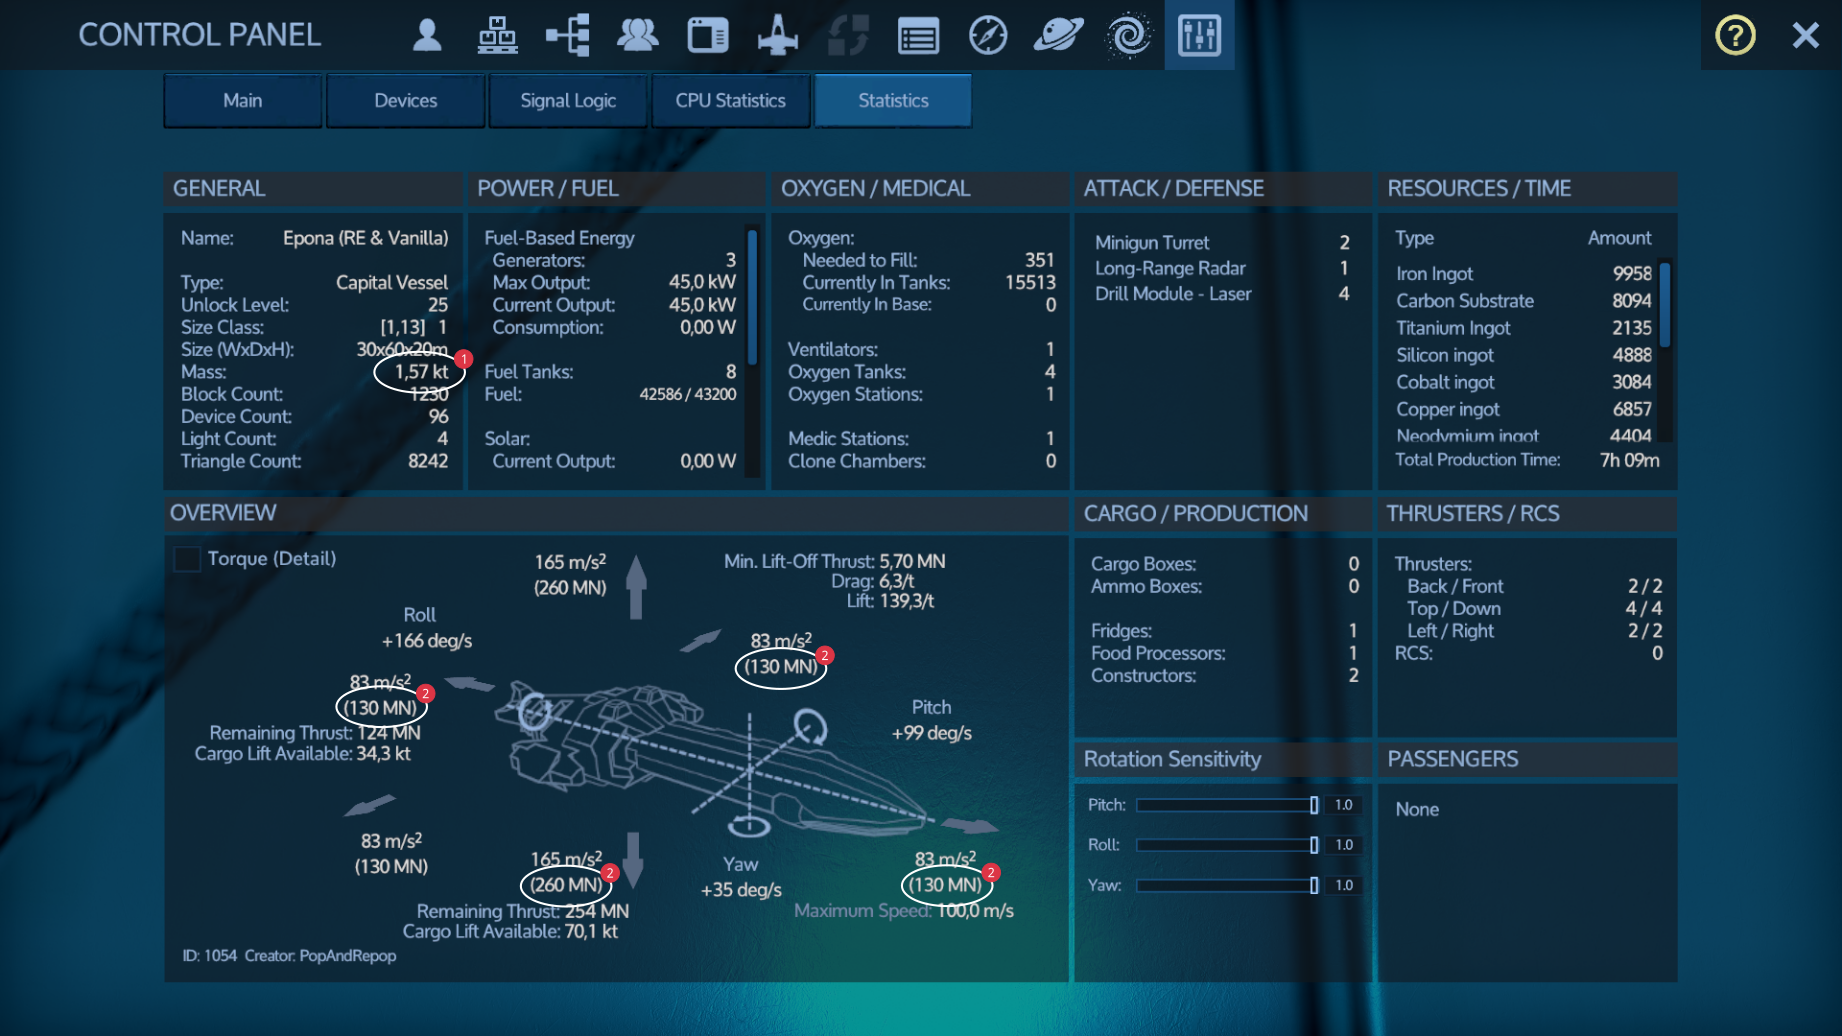 CONTROL PANEL
?
Main
Devices
Signal Logic
CPU Statistics
Statistics
GENERAL
Name: Epona (RE & Vanilla)
Type: Capital Vessel
Unlock Level: 25
Size Class: [1,13] 1
Size (WxDxH): 30x60x20m
Mass: 1,57 kt
1
Block Count: 1230
Device Count: 96
Light Count: 4
Triangle Count: 8242
POWER / FUEL
Fuel-Based Energy
Generators: 3
Max Output: 45,0 kW
Current Output: 45,0 kW
Consumption: 0,00 W
Fuel Tanks: 8
Fuel: 42586 / 43200
Solar:
Current Output: 0,00 W
OXYGEN / MEDICAL
Oxygen:
Needed to Fill: 351
Currently In Tanks: 15513
Currently In Base: 0
Ventilators: 1
Oxygen Tanks: 4
Oxygen Stations: 1
Medic Stations: 1
Clone Chambers: 0
ATTACK / DEFENSE
Minigun Turret 2
Long-Range Radar 1
Drill Module - Laser 4
RESOURCES / TIME
Type Amount
Iron Ingot 9958
Carbon Substrate 8094
Titanium Ingot 2135
Silicon ingot 4888
Cobalt ingot 3084
Copper ingot 6857
Neodymium ingot 4404
Total Production Time: 7h 09m
OVERVIEW
Torque (Detail)
165 m/s²
(260 MN)
Min. Lift-Off Thrust: 5,70 MN
Drag: 6,3/t
Lift: 139,3/t
Roll
+166 deg/s
83 m/s²
(130 MN)
2
83 m/s²
(130 MN)
2
Remaining Thrust: 124 MN
Cargo Lift Available: 34,3 kt
Pitch
+99 deg/s
83 m/s²
(130 MN)
165 m/s²
(260 MN)
2
Remaining Thrust: 254 MN
Cargo Lift Available: 70,1 kt
Yaw
+35 deg/s
83 m/s²
(130 MN)
2
Maximum Speed: 100,0 m/s
ID: 1054 Creator: PopAndRepop
CARGO / PRODUCTION
Cargo Boxes: 0
Ammo Boxes: 0
Fridges: 1
Food Processors: 1
Constructors: 2
THRUSTERS / RCS
Thrusters:
Back / Front 2 / 2
Top / Down 4 / 4
Left / Right 2 / 2
RCS: 0
Rotation Sensitivity
Pitch: 1.0
Roll: 1.0
Yaw: 1.0
PASSENGERS
None